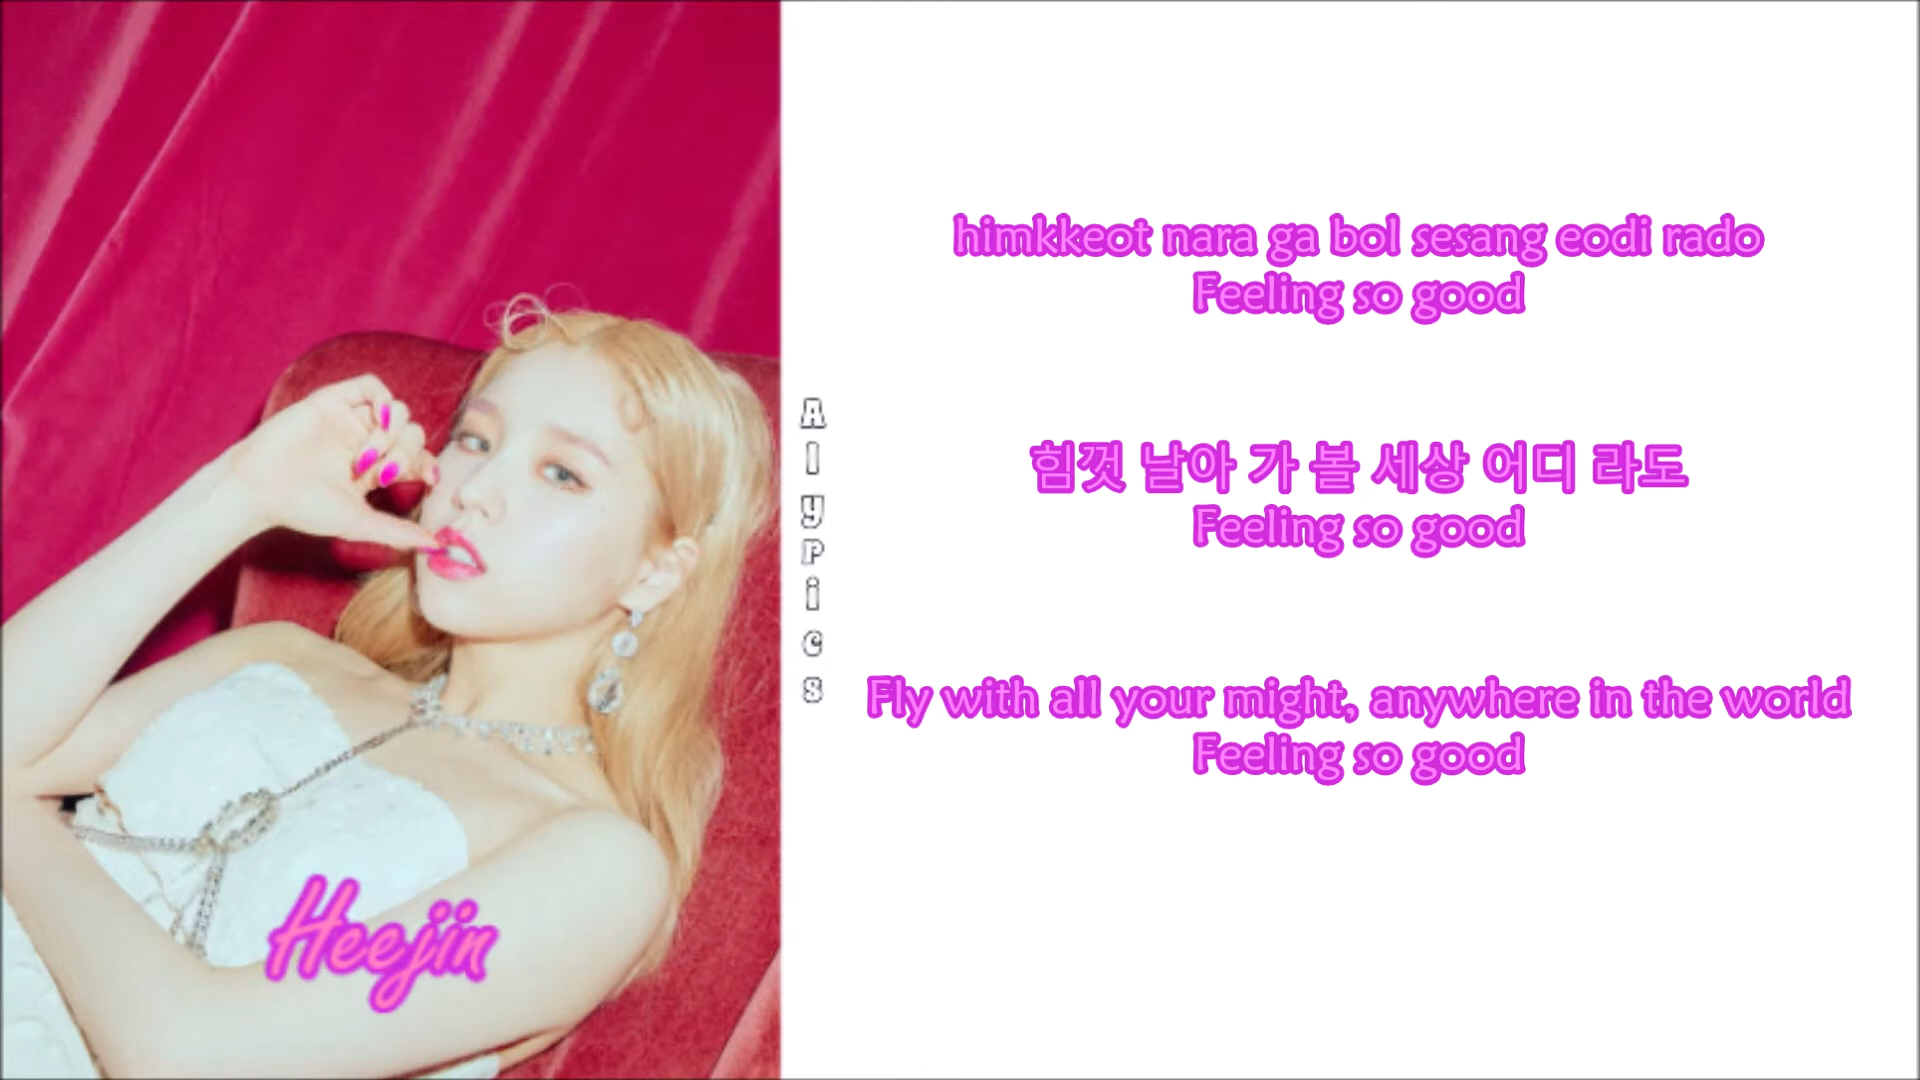 himkkeot nara ga bol sesang eodi rado
Feeling so good
힘껏 날아 가 볼 세상 어디 라도
Feeling so good
Fly with all your might, anywhere in the world
Feeling so good
Alypics
Heejin